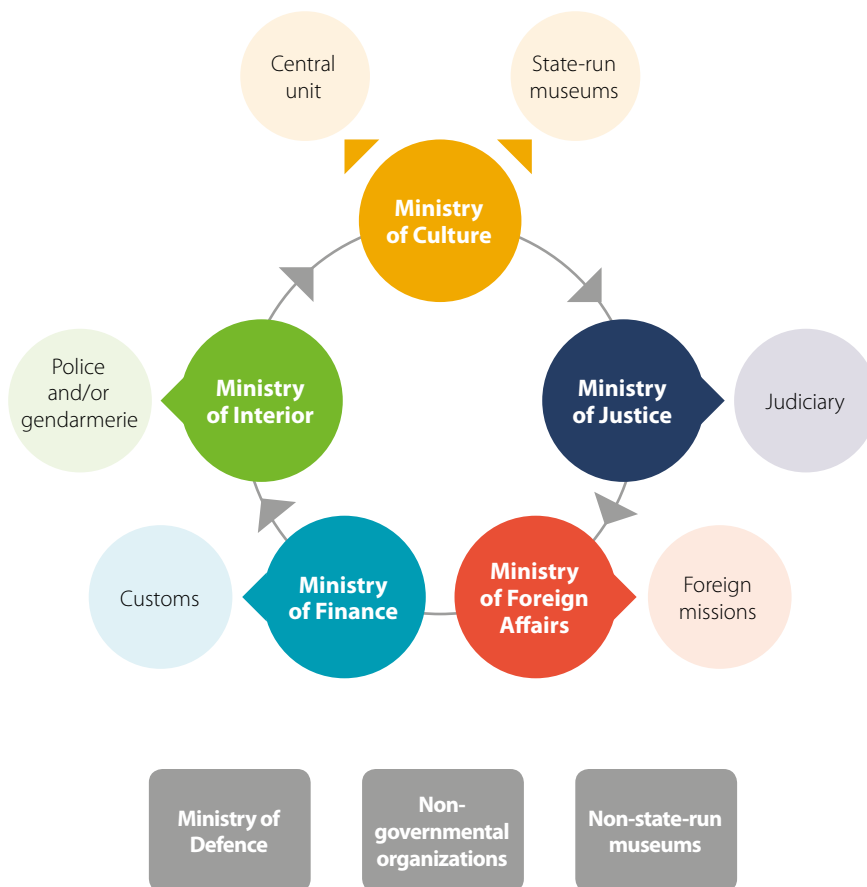 Central
unit
State-run
museums
Ministry
of Culture
Police
and/or
gendarmerie
Ministry
of Interior
Ministry
of Justice
Judiciary
Customs
Ministry
of Finance
Ministry
of Foreign
Affairs
Foreign
missions
Ministry of
Defence
Non-
governmental
organizations
Non-state-run
museums